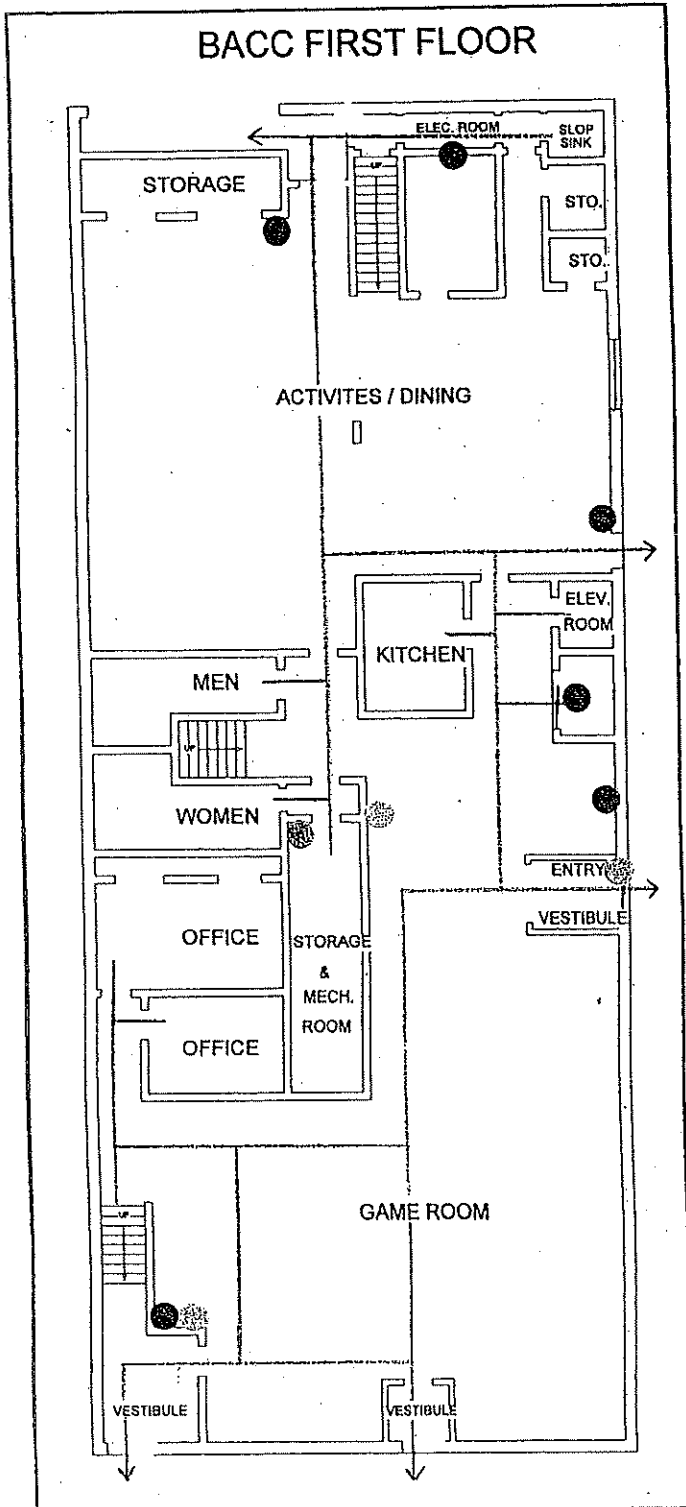 BACC FIRST FLOOR
ELEC. ROOM
SLOP
SINK
UP
STORAGE
STO.
STO.
ACTIVITES / DINING
ELEV.
ROOM
KITCHEN
MEN
UP
WOMEN
ENTRY
VESTIBULE
OFFICE
STORAGE
&
MECH.
ROOM
OFFICE
UP
GAME ROOM
VESTIBULE
VESTIBULE